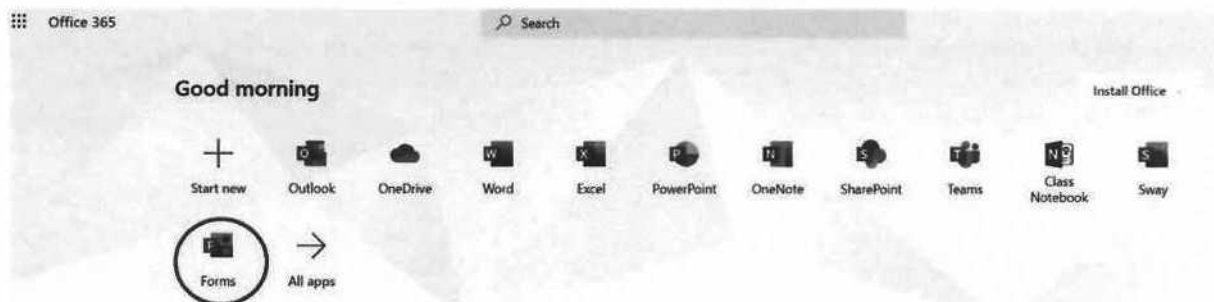 Office 365
Search
Good morning
Install Office
Start new
Outlook
OneDrive
Word
Excel
PowerPoint
OneNote
SharePoint
Teams
Class
Notebook
Sway
Forms
All apps